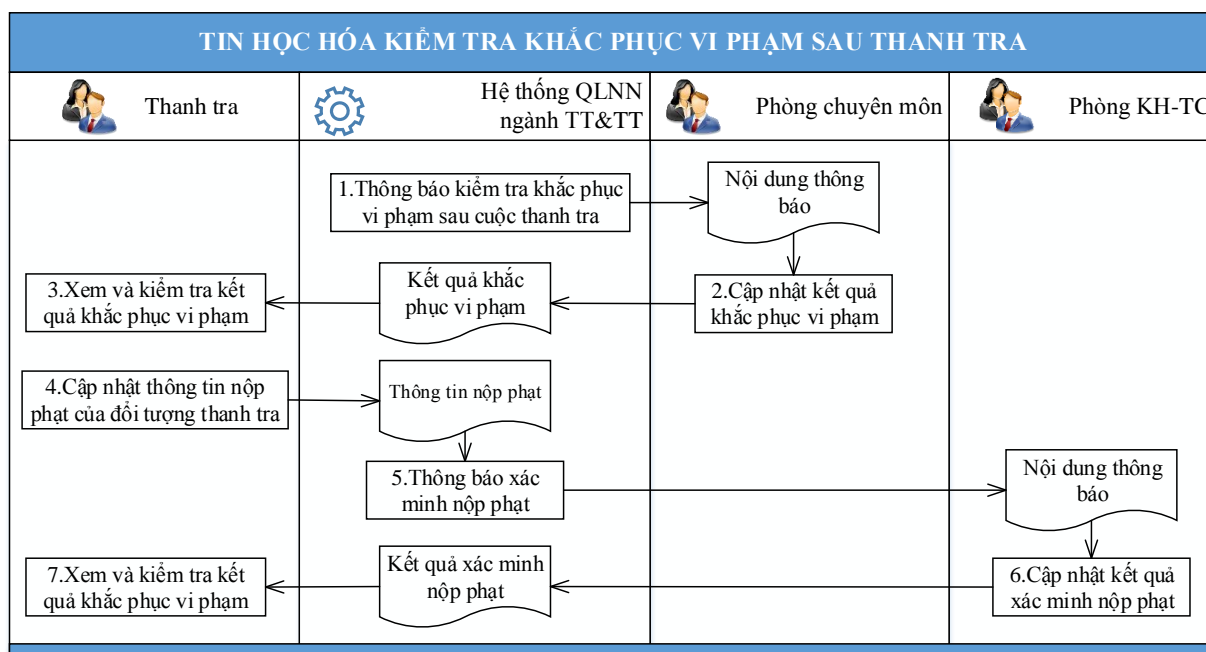 TIN HỌC HÓA KIỂM TRA KHẮC PHỤC VI PHẠM SAU THANH TRA
Thanh tra
Hệ thống QLNN
ngành TT&TT
Phòng chuyên môn
Phòng KH-TC
1.Thông báo kiểm tra khắc phục
vi phạm sau cuộc thanh tra
Nội dung thông
báo
3.Xem và kiểm tra kết
quả khắc phục vi phạm
Kết quả khắc
phục vi phạm
2.Cập nhật kết quả
khắc phục vi phạm
4.Cập nhật thông tin nộp
phạt của đổi tượng thanh tra
Thông tin nộp phạt
5.Thông báo xác
minh nộp phạt
Nội dung thông
báo
7.Xem và kiểm tra kết
quả khắc phục vi phạm
Kết quả xác minh
nộp phạt
6.Cập nhật kết quả
xác minh nộp phạt